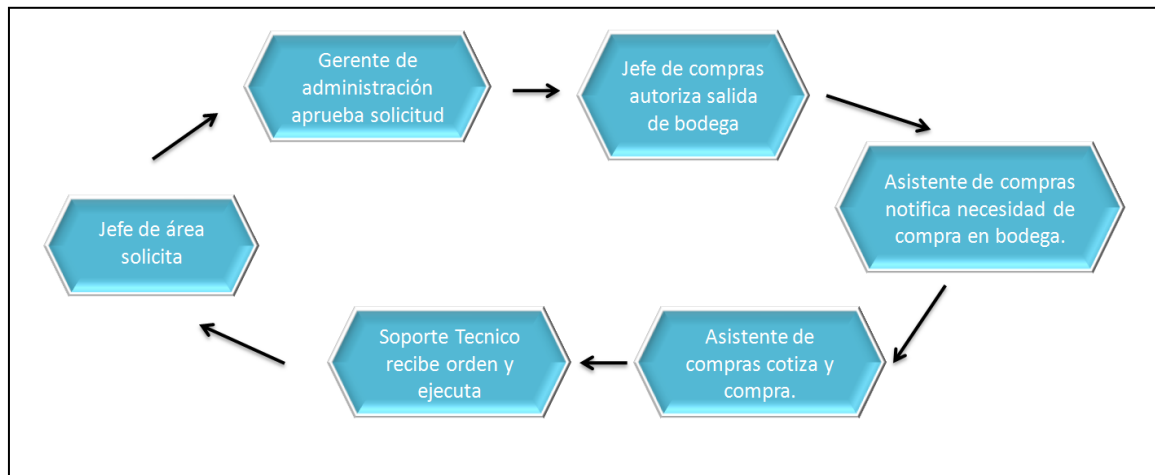 Gerente de
administración
aprueba solicitud
Jefe de compras
autoriza salida
de bodega
Asistente de compras
notifica necesidad de
compra en bodega.
Asistente de
compras cotiza y
compra.
Soporte Tecnico
recibe orden y
ejecuta
Jefe de área
solicita